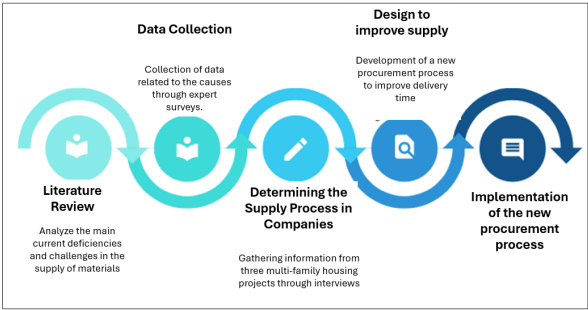 Literature
Review
Analyze the main
current deficiencies
and challenges in the
supply of materials
Data Collection
Collection of data
related to the causes
through expert
surveys.
Determining the
Supply Process in
Companies
Gathering information from
three multi-family housing
projects through interviews
Design to
improve supply
Development of a new
procurement process
to improve delivery
time
Implementation
of the new
procurement
process